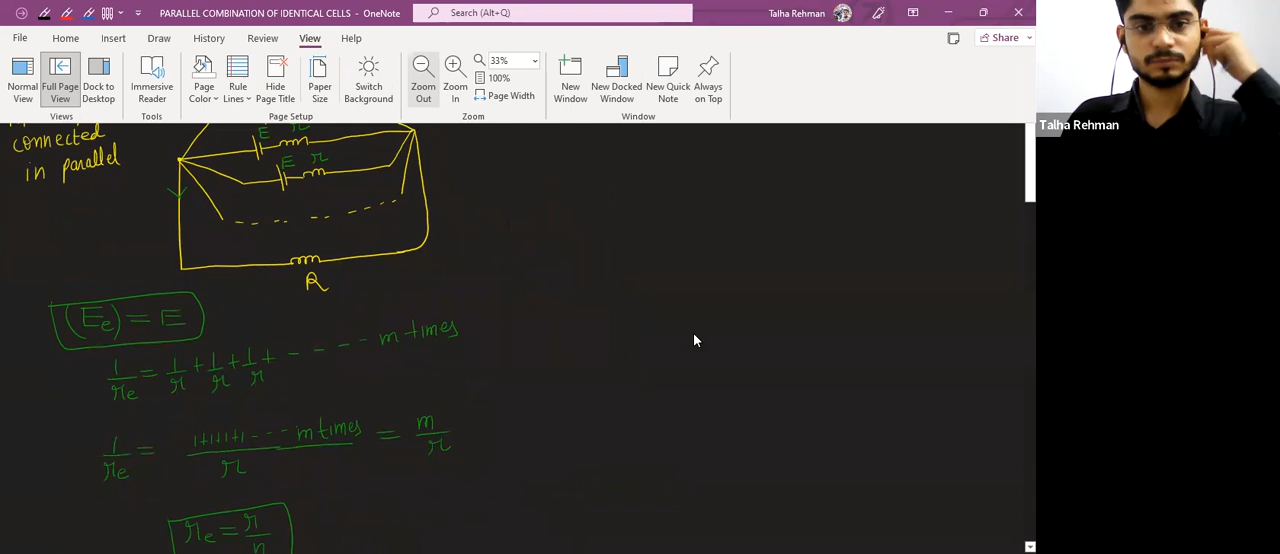 PARALLEL COMBINATION OF IDENTICAL CELLS - OneNote
Search (Alt+Q)
Talha Rehman
File Home Insert Draw History Review View Help
Share
Normal View
Full Page View
Dock to Desktop
Immersive Reader
Page Color
Rule Lines
Hide Page Title
Paper Size
Switch Background
Zoom Out
Zoom In
33%
100%
Page Width
New Window
New Docked Window
New Quick Note
Always on Top
Views Tools Page Setup Zoom Window
Talha Rehman
connected
in parallel
E r
E r
R
(Ee) = E
1/re = 1/r + 1/r + 1/r + - - - - m times
1/re = 1+1+1+1 - - - - m times / r = m/r
re = r